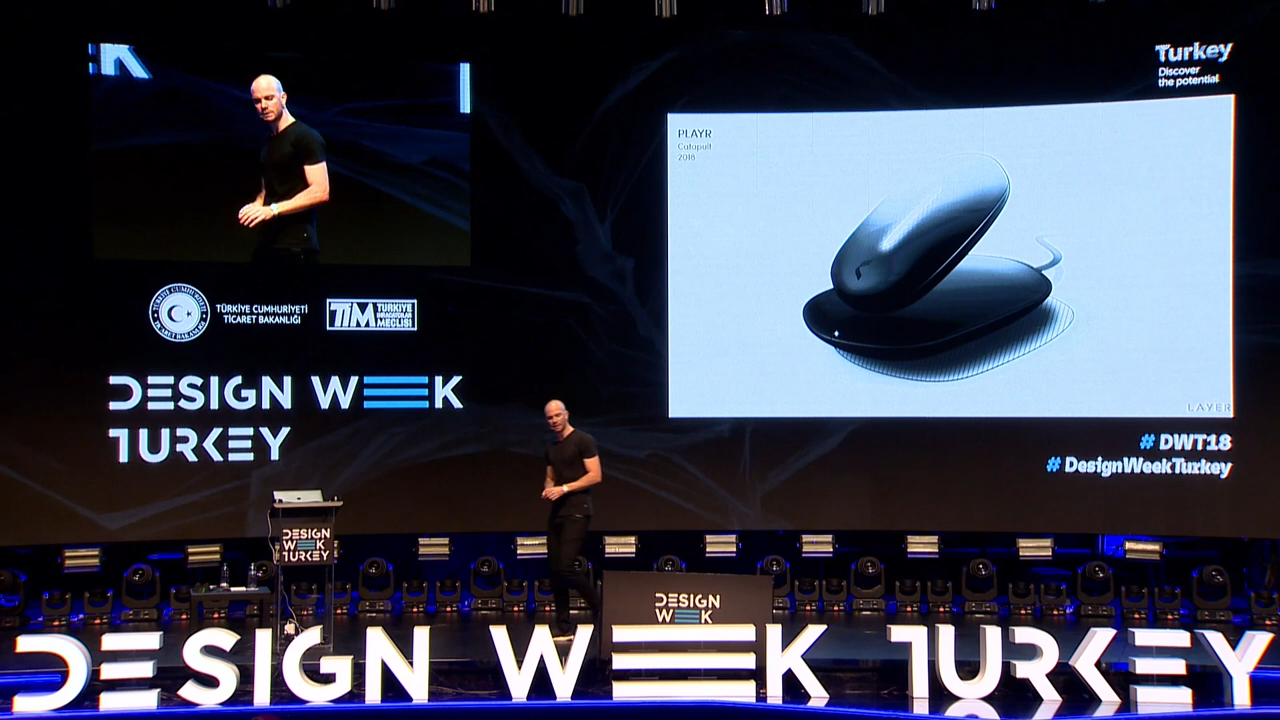 EK
Turkey
Discover
the potential
PLAYR
Catapult
2018
LAYER
TÜRKİYE CUMHURİYETİ
TİCARET BAKANLIĞI
TİM TÜRKİYE
İHRACATÇILAR
MECLİSİ
DESIGN WEEK
TURKEY
# DWT18
# DesignWeekTurkey
DESIGN
WEEK
TURKEY
DESIGN
WEEK
DESIGN WEEK TURKEY